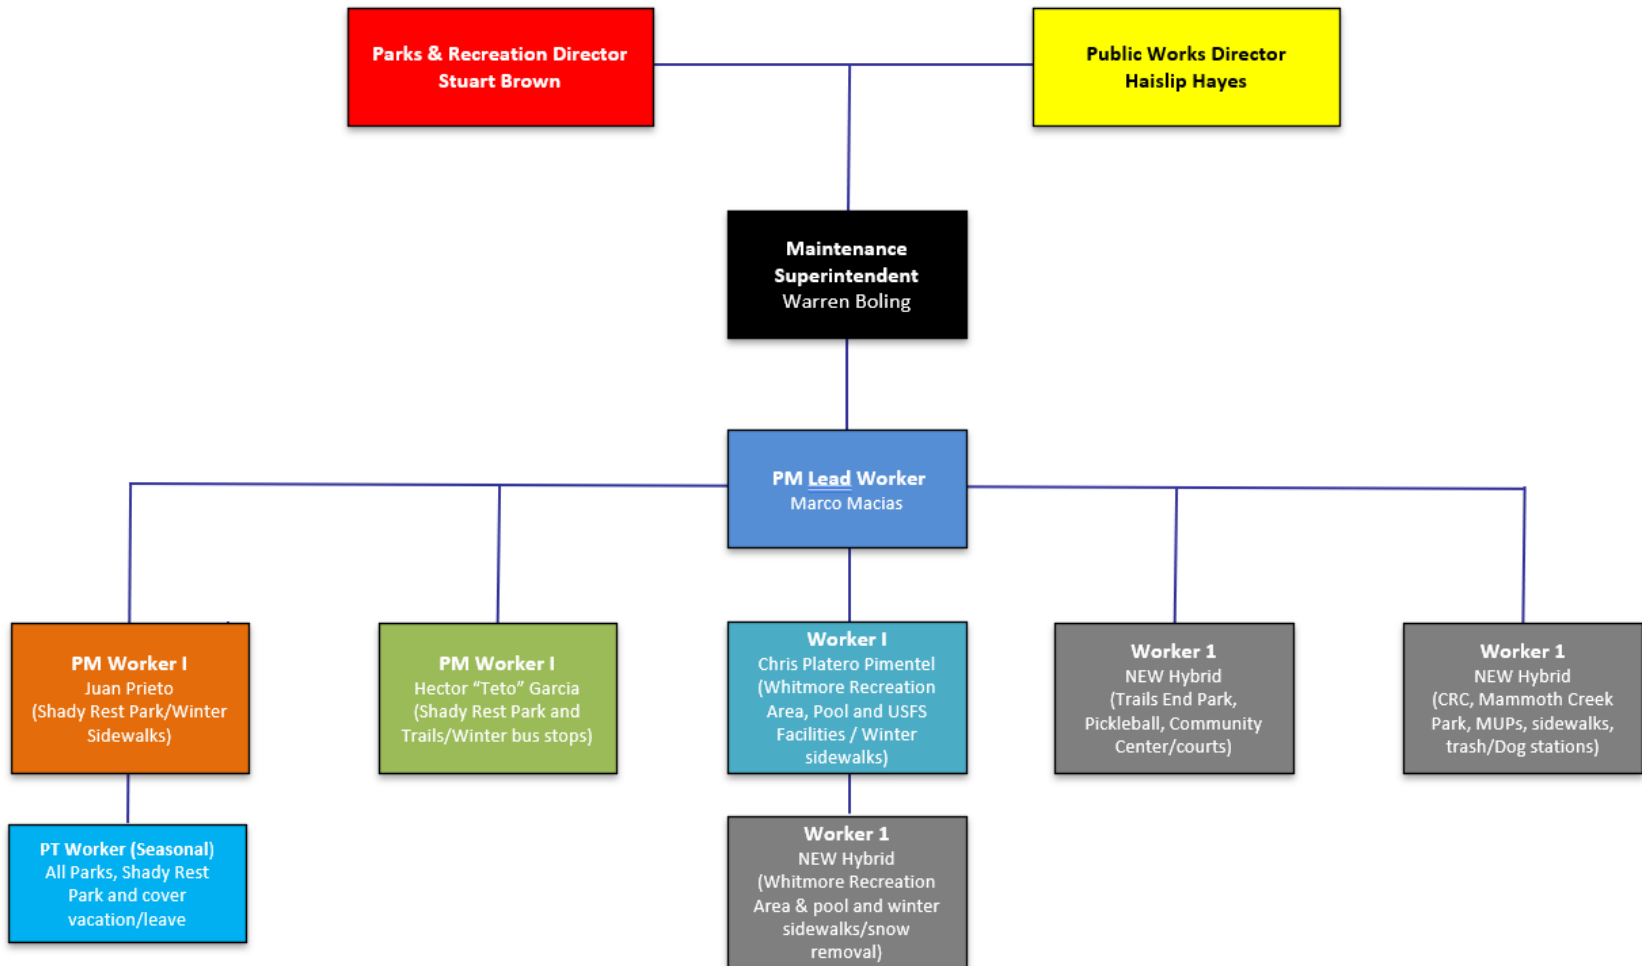 Parks & Recreation Director
Stuart Brown
Public Works Director
Haislip Hayes
Maintenance
Superintendent
Warren Boling
PM Lead Worker
Marco Macias
PM Worker I
Juan Prieto
(Shady Rest Park/Winter
Sidewalks)
PM Worker I
Hector “Teto” Garcia
(Shady Rest Park and
Trails/Winter bus stops)
Worker I
Chris Platero Pimentel
(Whitmore Recreation
Area, Pool and USFS
Facilities / Winter
sidewalks)
Worker 1
NEW Hybrid
(Trails End Park,
Pickleball, Community
Center/courts)
Worker 1
NEW Hybrid
(CRC, Mammoth Creek
Park, MUPs, sidewalks,
trash/Dog stations)
PT Worker (Seasonal)
All Parks, Shady Rest
Park and cover
vacation/leave
Worker 1
NEW Hybrid
(Whitmore Recreation
Area & pool and winter
sidewalks/snow
removal)